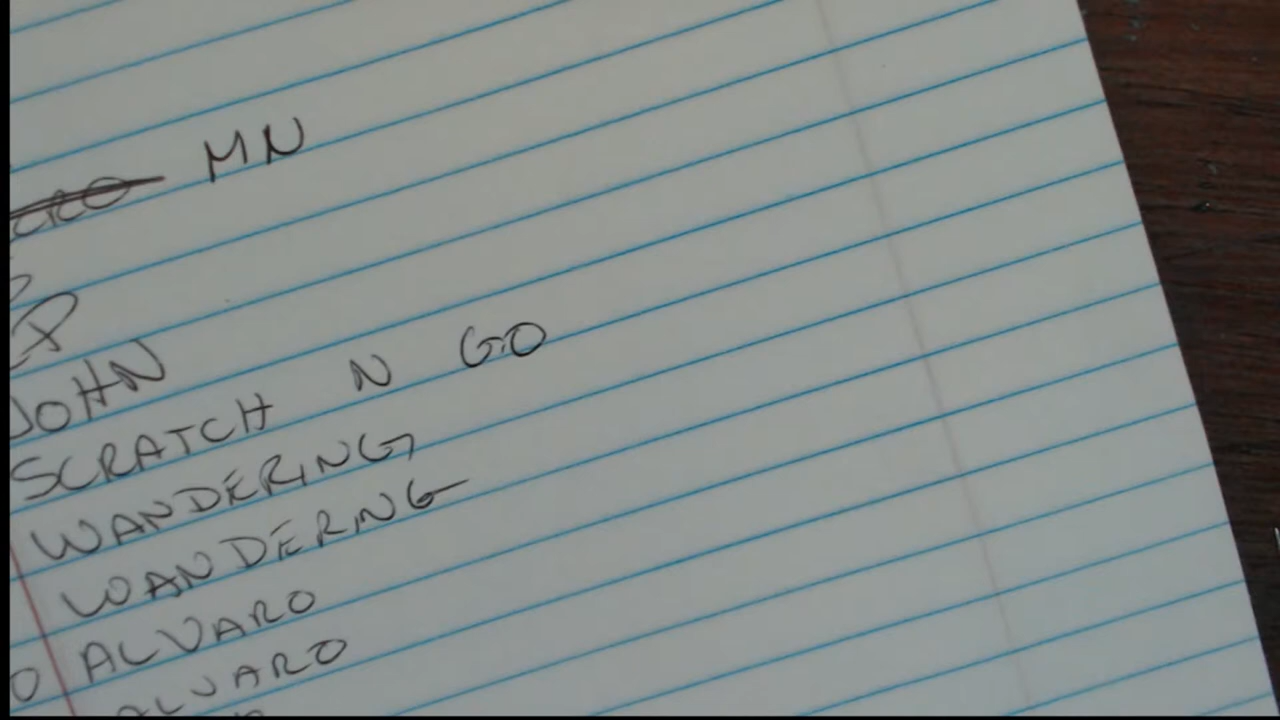 MN
JOHN
SCRATCH N GO
WANDERING
WANDERING
O ALVARO
ALVARO